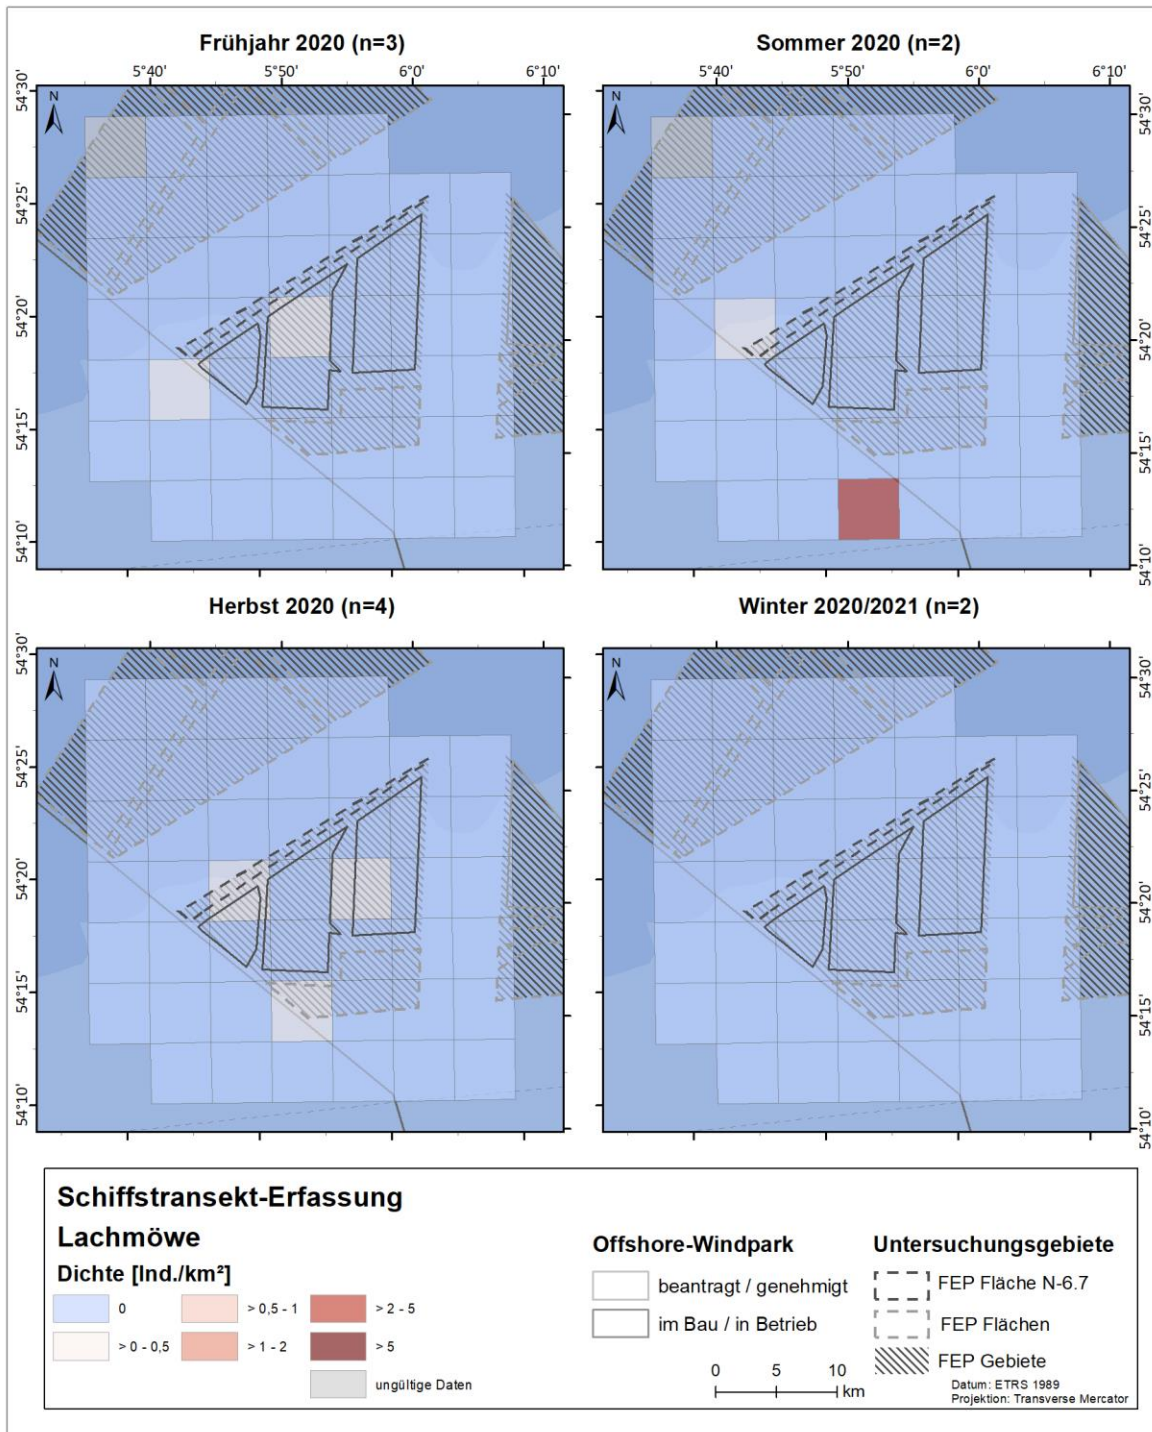 Frühjahr 2020 (n=3)
Sommer 2020 (n=2)
5°40' 5°50' 6°0' 6°10'
5°40' 5°50' 6°0' 6°10'
54°30'
54°25'
54°20'
54°15'
54°10'
N
N
54°30'
54°25'
54°20'
54°15'
54°10'
Herbst 2020 (n=4)
Winter 2020/2021 (n=2)
54°30'
54°25'
54°20'
54°15'
54°10'
N
N
54°30'
54°25'
54°20'
54°15'
54°10'
Schiffstransekt-Erfassung
Lachmöwe
Dichte [Ind./km²]
0
> 0 - 0,5
> 0,5 - 1
> 1 - 2
> 2 - 5
> 5
ungültige Daten
Offshore-Windpark
beantragt / genehmigt
im Bau / in Betrieb
0 5 10
km
Untersuchungsgebiete
FEP Fläche N-6.7
FEP Flächen
FEP Gebiete
Datum: ETRS 1989
Projektion: Transverse Mercator